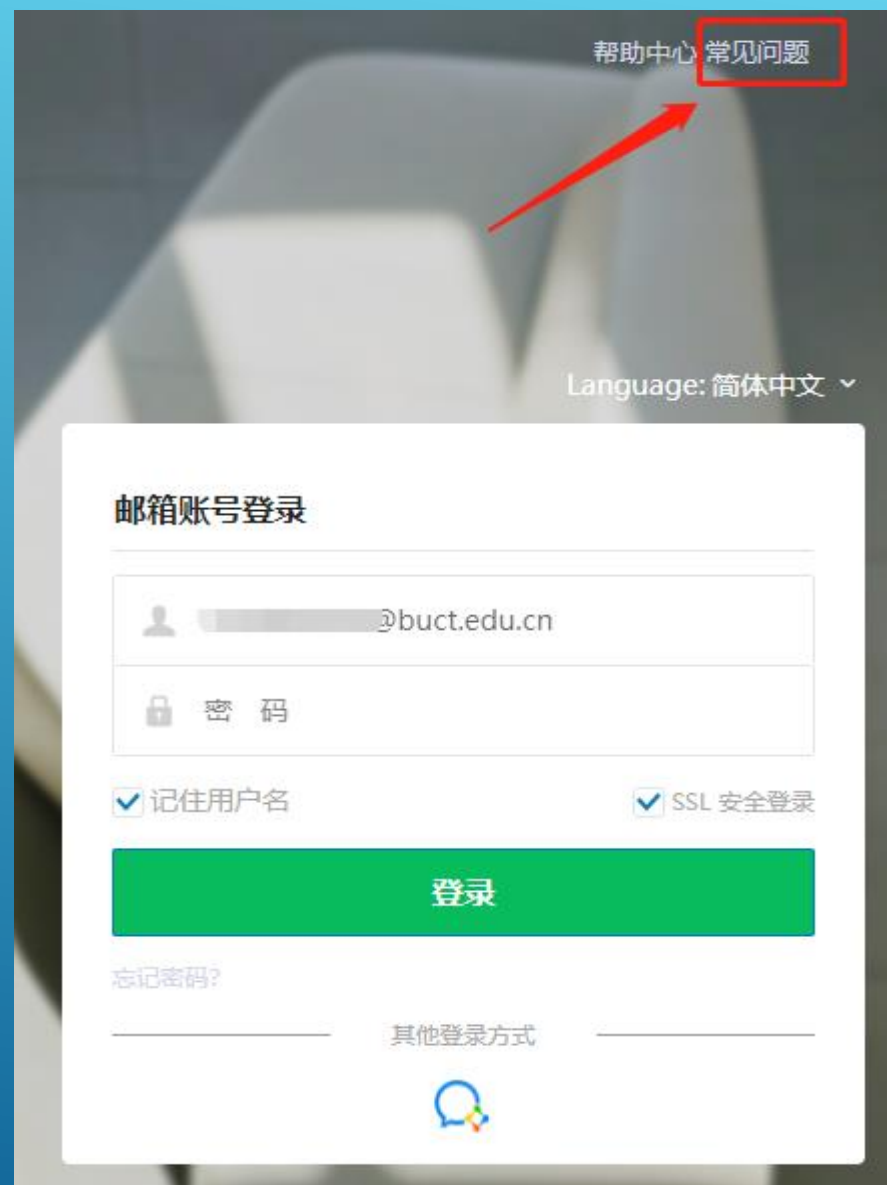 帮助中心 常见问题
Language: 简体中文
邮箱账号登录
@buct.edu.cn
密 码
记住用户名
SSL 安全登录
登录
忘记密码?
其他登录方式